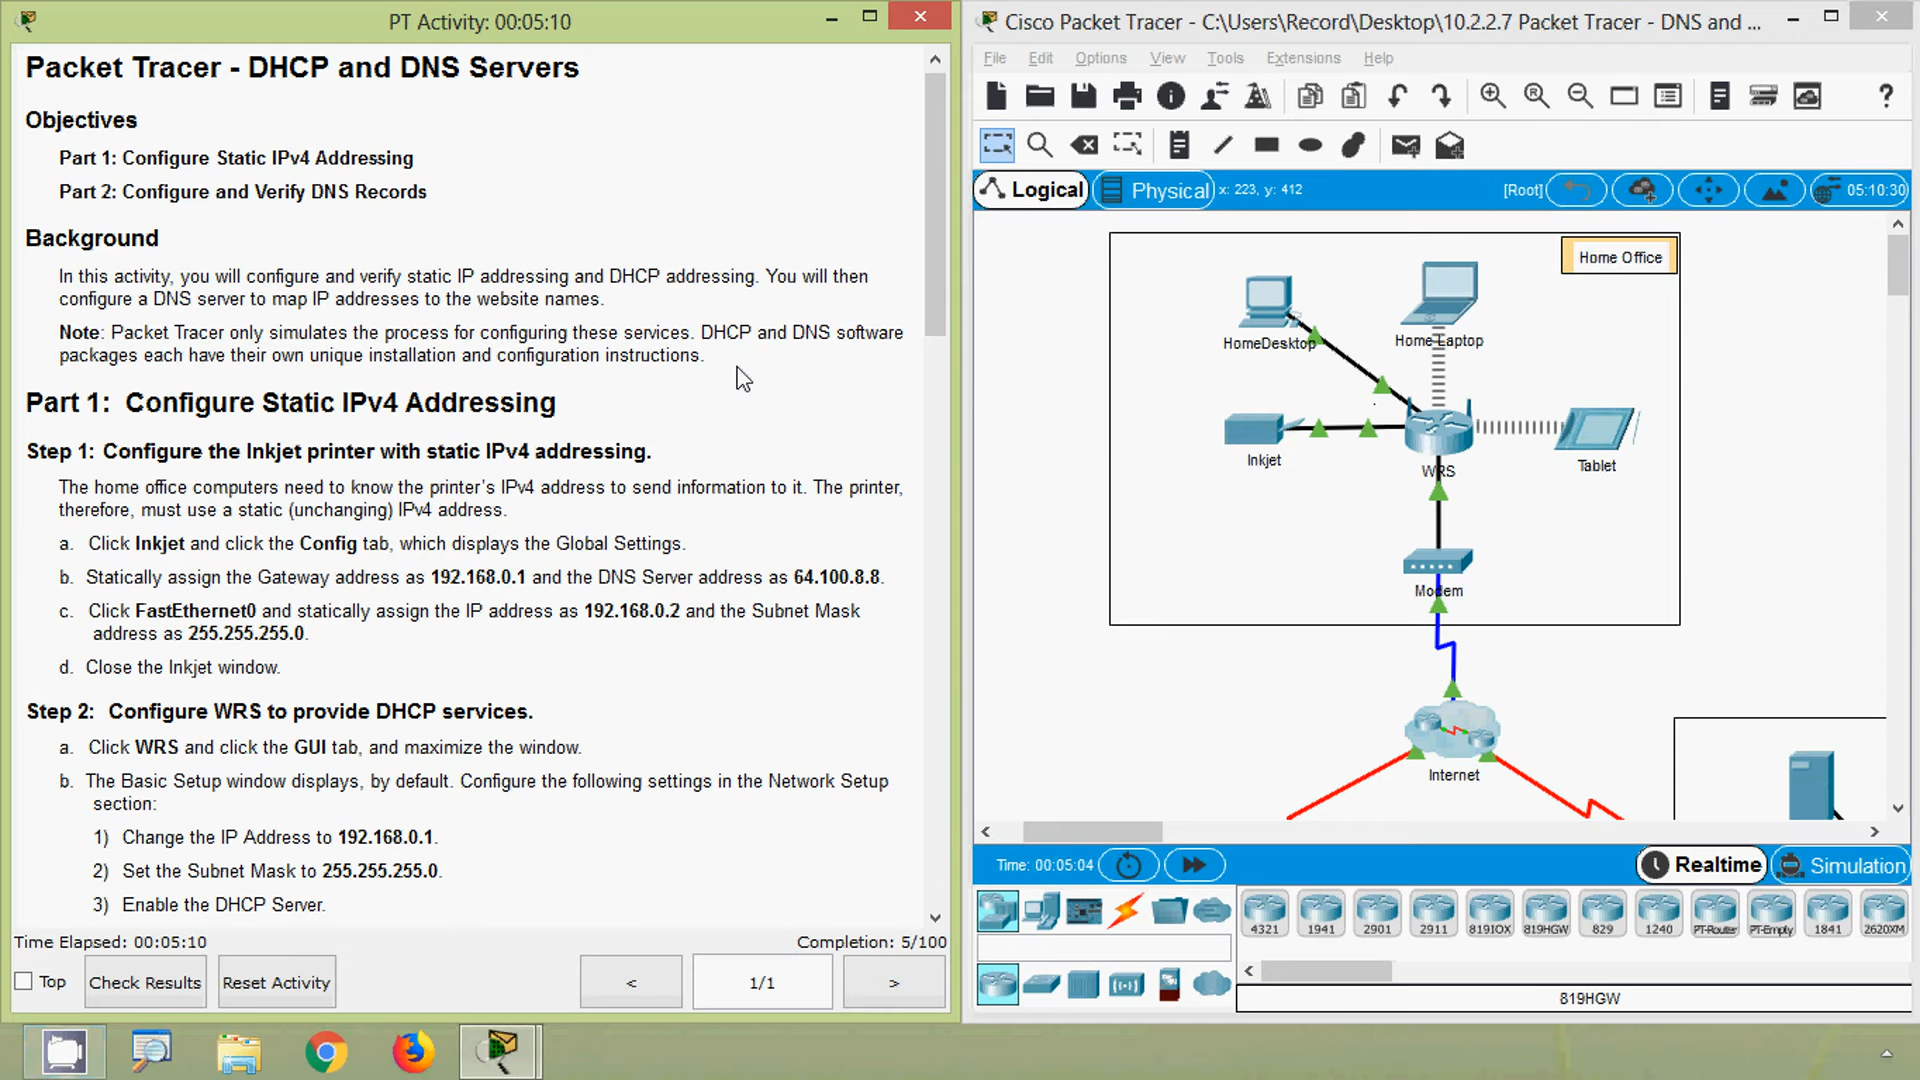 PT Activity: 00:05:10
Packet Tracer - DHCP and DNS Servers
Objectives
Part 1: Configure Static IPv4 Addressing
Part 2: Configure and Verify DNS Records
Background
In this activity, you will configure and verify static IP addressing and DHCP addressing. You will then
configure a DNS server to map IP addresses to the website names.
Note: Packet Tracer only simulates the process for configuring these services. DHCP and DNS software
packages each have their own unique installation and configuration instructions.
Part 1: Configure Static IPv4 Addressing
Step 1: Configure the Inkjet printer with static IPv4 addressing.
The home office computers need to know the printer's IPv4 address to send information to it. The printer,
therefore, must use a static (unchanging) IPv4 address.
a. Click Inkjet and click the Config tab, which displays the Global Settings.
b. Statically assign the Gateway address as 192.168.0.1 and the DNS Server address as 64.100.8.8.
c. Click FastEthernet0 and statically assign the IP address as 192.168.0.2 and the Subnet Mask
address as 255.255.255.0.
d. Close the Inkjet window.
Step 2: Configure WRS to provide DHCP services.
a. Click WRS and click the GUI tab, and maximize the window.
b. The Basic Setup window displays, by default. Configure the following settings in the Network Setup
section:
1) Change the IP Address to 192.168.0.1.
2) Set the Subnet Mask to 255.255.255.0.
3) Enable the DHCP Server.
Time Elapsed: 00:05:10
Completion: 5/100
Top
Check Results
Reset Activity
<
1/1
>
Cisco Packet Tracer - C:\Users\Record\Desktop\10.2.2.7 Packet Tracer - DNS and ...
File Edit Options View Tools Extensions Help
Logical
Physical
x: 223, y: 412
[Root]
05:10:30
Home Office
HomeDesktop
Home Laptop
Inkjet
WRS
Tablet
Modem
Internet
Time: 00:05:04
Realtime
Simulation
4321 1941 2901 2911 819IOX 819HGW 829 1240 PT-Router PT-Empty 1841 2620XM
819HGW